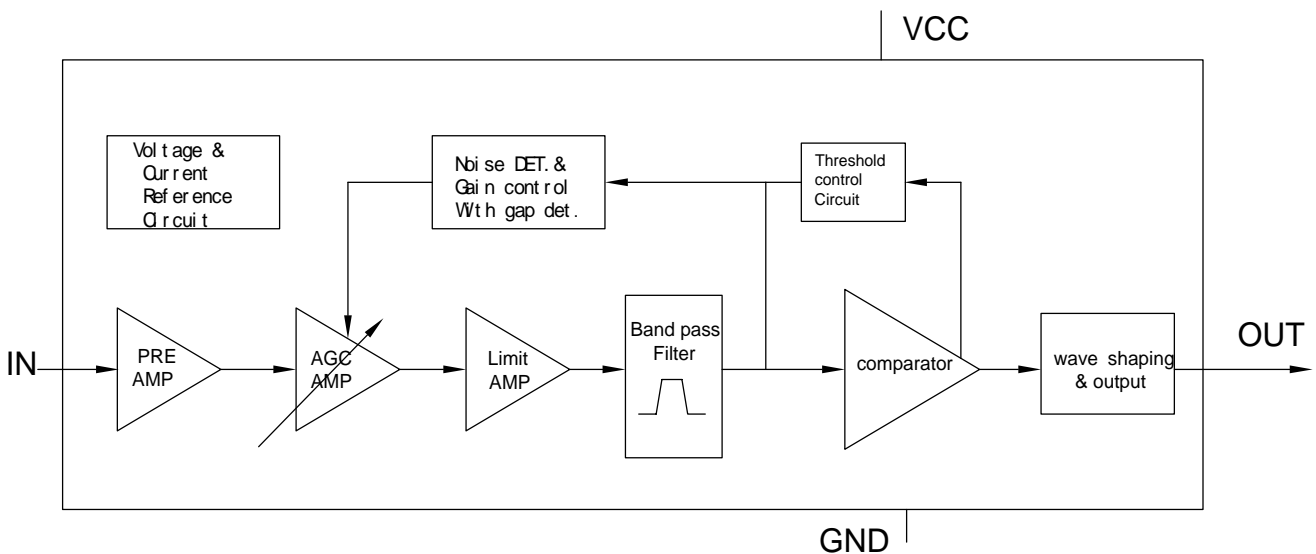 VCC
Voltage &
Current
Reference
Circuit
Noise DET.&
Gain control
With gap det.
Threshold
control
Circuit
IN
PRE
AMP
AGC
AMP
Limit
AMP
Band pass
Filter
comparator
wave shaping
& output
OUT
GND